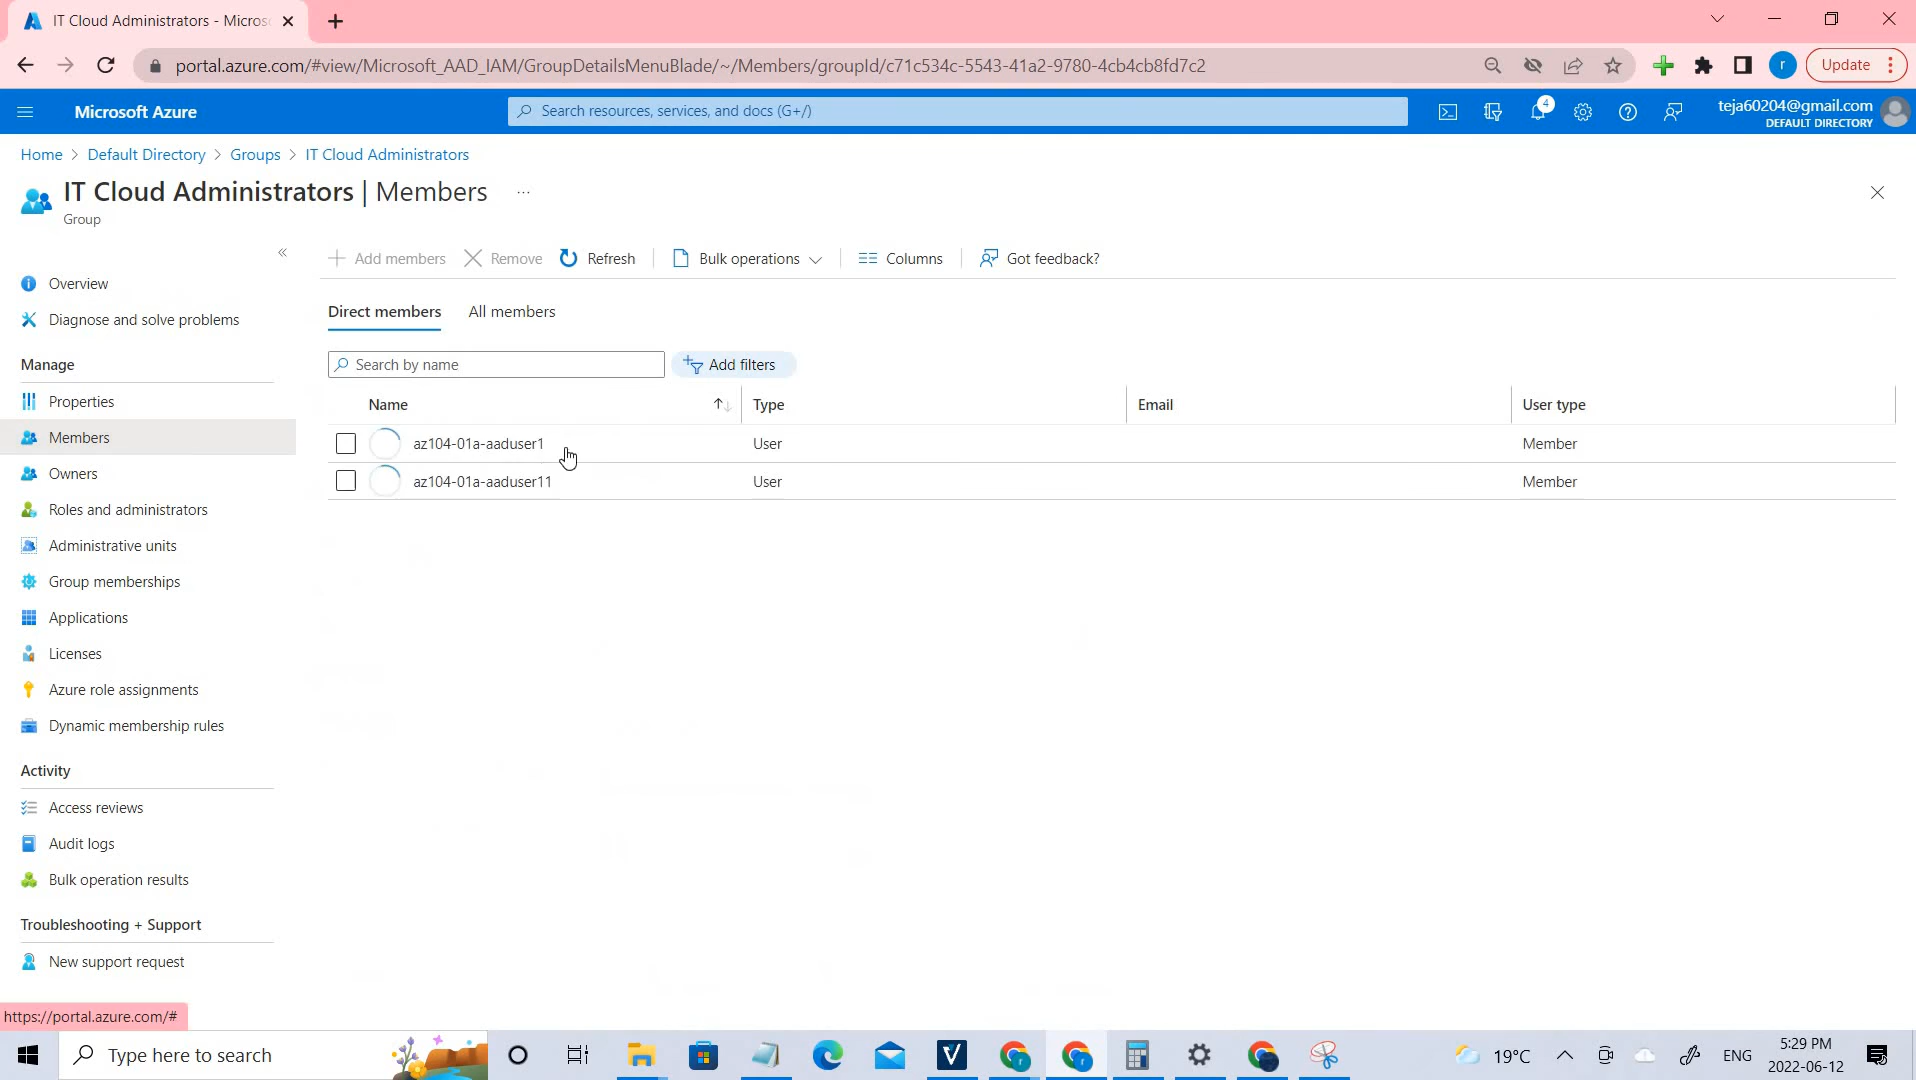 IT Cloud Administrators - Micros
portal.azure.com/#view/Microsoft_AAD_IAM/GroupDetailsMenuBlade/~/Members/groupId/c71c534c-5543-41a2-9780-4cb4cb8fd7c2
r
Update
Microsoft Azure
Search resources, services, and docs (G+/)
4
teja60204@gmail.com
DEFAULT DIRECTORY
Home > Default Directory > Groups > IT Cloud Administrators
IT Cloud Administrators | Members ...
Group
Add members
Remove
Refresh
Bulk operations
Columns
Got feedback?
Overview
Diagnose and solve problems
Manage
Properties
Members
Owners
Roles and administrators
Administrative units
Group memberships
Applications
Licenses
Azure role assignments
Dynamic membership rules
Activity
Access reviews
Audit logs
Bulk operation results
Troubleshooting + Support
New support request
Direct members
All members
Search by name
Add filters
Name Type Email User type
az104-01a-aaduser1 User Member
az104-01a-aaduser11 User Member
https://portal.azure.com/#
Type here to search
19°C
ENG
5:29 PM
2022-06-12